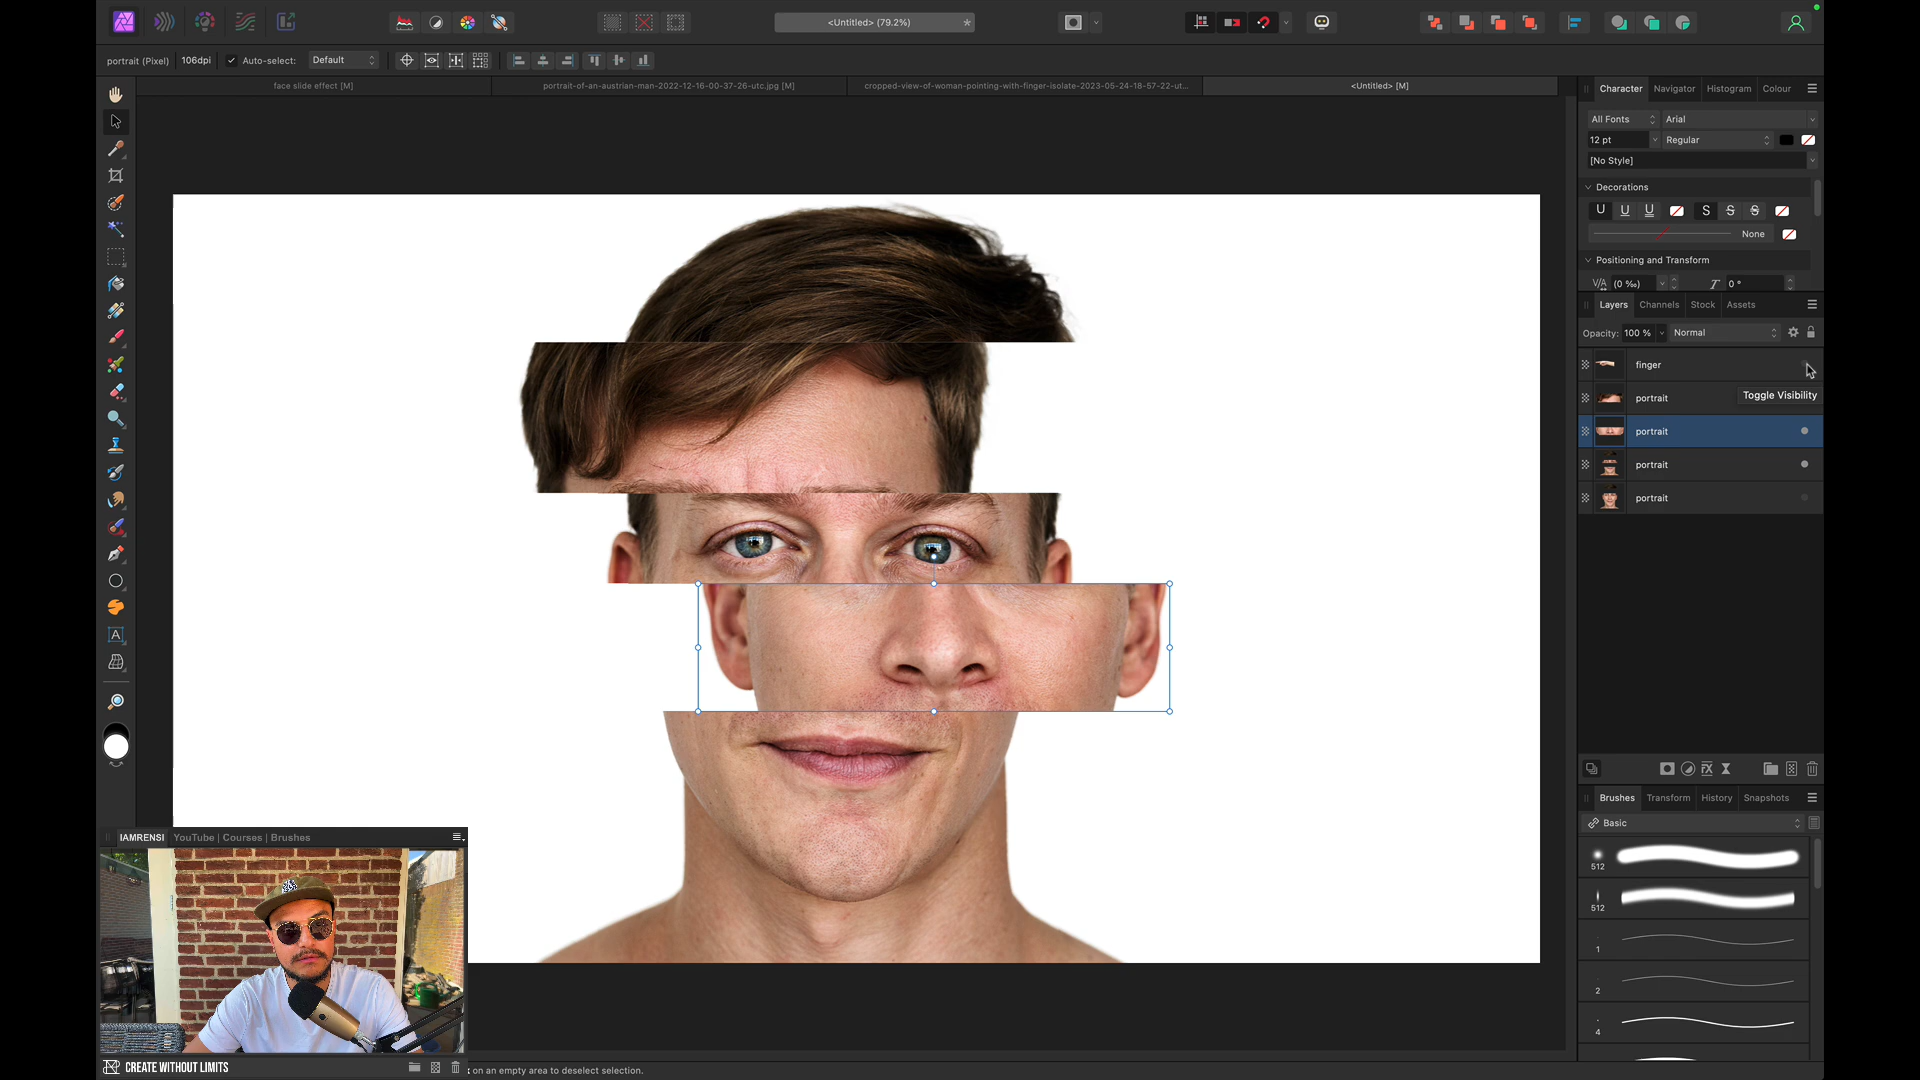 <Untitled> (79.2%)
*
portrait (Pixel)
106dpi
Auto-select:
Default
face slide effect [M]
portrait-of-an-austrian-man-2022-12-16-00-37-26-utc.jpg [M]
cropped-view-of-woman-pointing-with-finger-isolate-2023-05-24-18-57-22-ut...
<Untitled> [M]
Character
Navigator
Histogram
Colour
All Fonts
Arial
12 pt
Regular
[No Style]
Decorations
U U U S S S
None
Positioning and Transform
V/A (0 ‰) T 0 °
Layers
Channels
Stock
Assets
Opacity: 100 %
Normal
finger
portrait
Toggle Visibility
portrait
portrait
portrait
FX
A
Brushes
Transform
History
Snapshots
Basic
512
512
1
2
4
IAMRENSI
YouTube | Courses | Brushes
CREATE WITHOUT LIMITS
on an empty area to deselect selection.